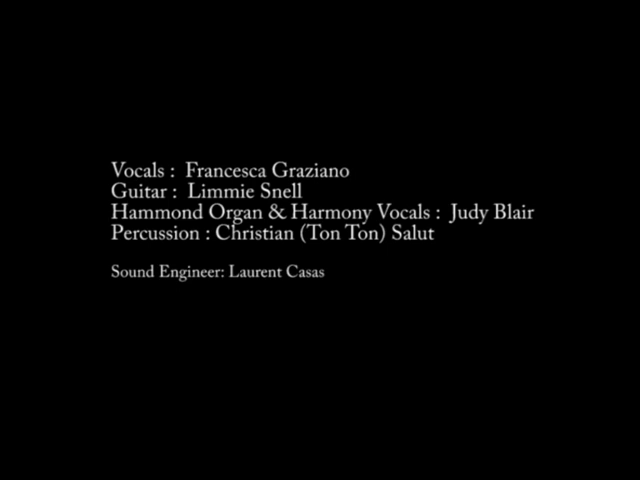 Vocals :  Francesca Graziano
Guitar :  Limmie Snell
Hammond Organ & Harmony Vocals :  Judy Blair
Percussion : Christian (Ton Ton) Salut
Sound Engineer: Laurent Casas